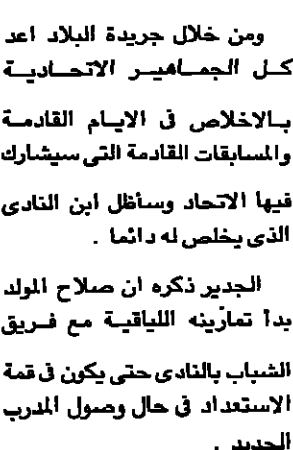 ومن خلال جريدة البلاد اعد
كل الجماهير الاتحادية
بالاخلاص فى الايام القادمة
والمسابقات القادمة التى سيشارك
فيها الاتحاد وسأظل ابن النادى
الذى يخلص له دائما .
الجدير ذكره ان صلاح المولد
بدأ تمارينه اللياقية مع فريق
الشباب بالنادى حتى يكون فى قمة
الاستعداد فى حال وصول المدرب
الجديد .